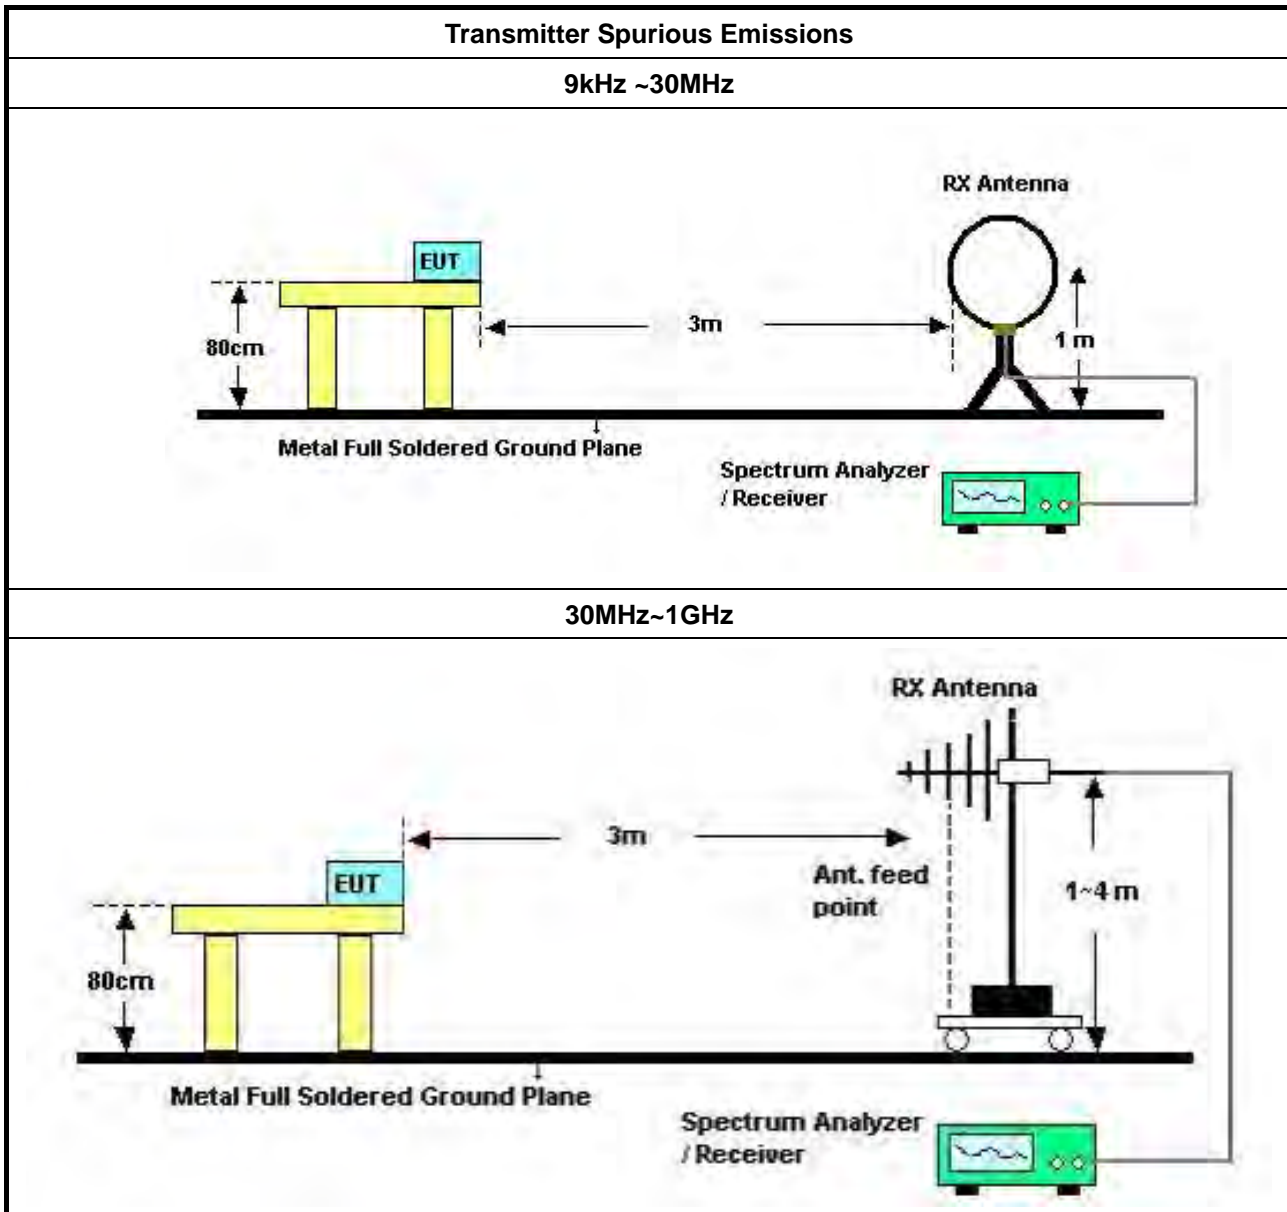 Transmitter Spurious Emissions
9kHz ~30MHz
RX Antenna
EUT
3m
80cm
1 m
Metal Full Soldered Ground Plane
Spectrum Analyzer
/ Receiver
30MHz~1GHz
RX Antenna
3m
EUT
Ant. feed
point
1~4 m
80cm
Metal Full Soldered Ground Plane
Spectrum Analyzer
/ Receiver